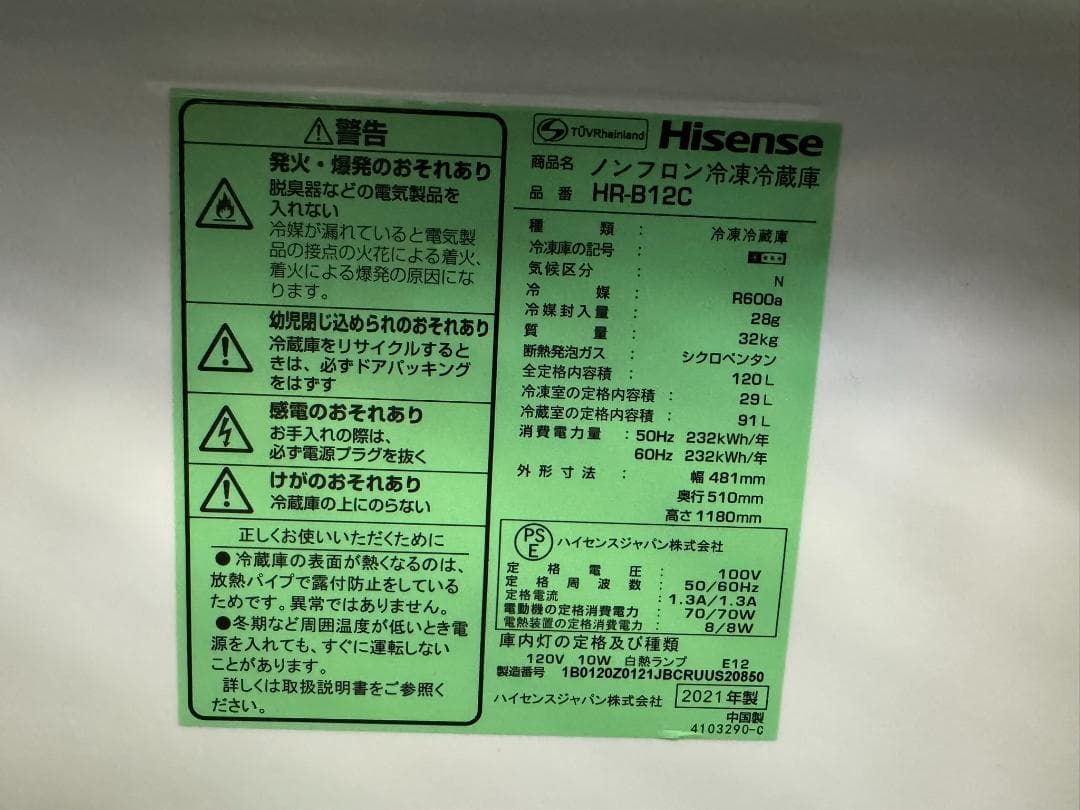 警告
発火・爆発のおそれあり
脱臭器などの電気製品を
入れない
冷媒が漏れていると電気製
品の接点の火花による着火、
着火による爆発の原因にな
ります。
幼児閉じ込められのおそれあり
冷蔵庫をリサイクルすると
きは、必ずドアパッキング
をはずす
感電のおそれあり
お手入れの際は、
必ず電源プラグを抜く
けがのおそれあり
冷蔵庫の上にのらない
正しくお使いいただくために
●冷蔵庫の表面が熱くなるのは、
放熱パイプで露付防止をしている
ためです。異常ではありません。
●冬期など周囲温度が低いとき電
源を入れても、すぐに運転しない
ことがあります。
詳しくは取扱説明書をご参照く
ださい。
TÜVRheinland Hisense
商品名 ノンフロン冷凍冷蔵庫
品番 HR-B12C
種類 : 冷凍冷蔵庫
冷凍庫の記号 :
気候区分 : N
冷媒 : R600a
冷媒封入量 : 28g
質量 : 32kg
断熱発泡ガス : シクロペンタン
全定格内容積 : 120L
冷凍室の定格内容積 : 29L
冷蔵室の定格内容積 : 91L
消費電力量 : 50Hz 232kWh/年
60Hz 232kWh/年
外形寸法 : 幅481mm
奥行510mm
高さ1180mm
PSE ハイセンスジャパン株式会社
定格電圧 : 100V
定格周波数 : 50/60Hz
定格電流 : 1.3A/1.3A
電動機の定格消費電力 : 70/70W
電熱装置の定格消費電力 : 8/8W
庫内灯の定格及び種類
120V 10W 白熱ランプ E12
製造番号 1B0120Z0121JBCRUUS20850
ハイセンスジャパン株式会社 2021年製
中国製
4103290-C